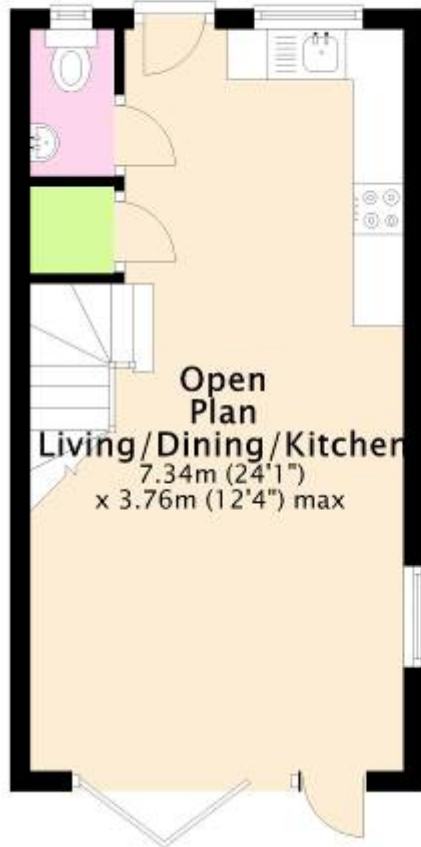 Open
Plan
Living/Dining/Kitchen
7.34m (24'1")
x 3.76m (12'4") max